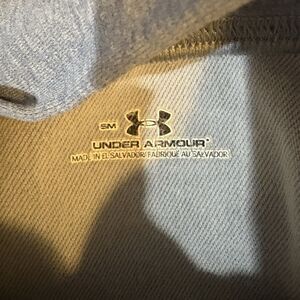 SM
UNDER ARMOUR
MADE IN EL SALVADOR/FABRIQUE AU SALVADOR